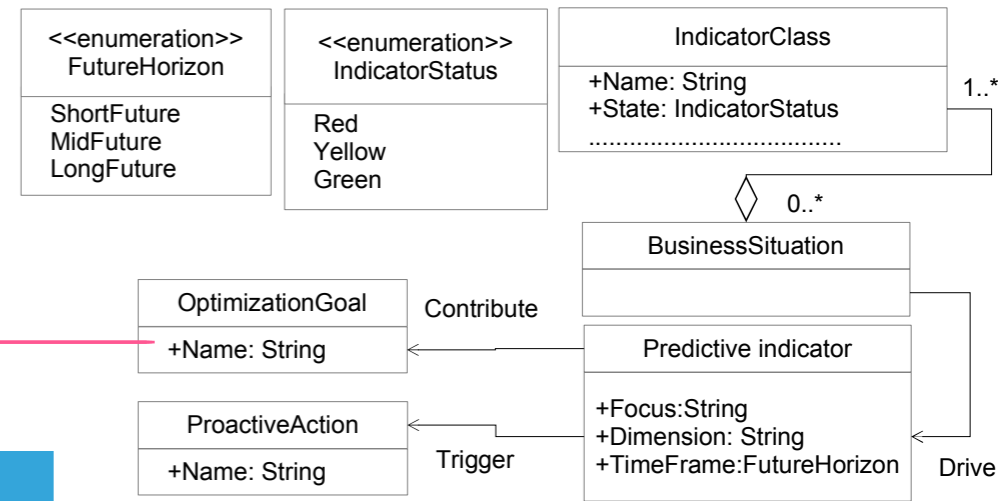 <<enumeration>>
FutureHorizon
ShortFuture
MidFuture
LongFuture
<<enumeration>>
IndicatorStatus
Red
Yellow
Green
IndicatorClass
+Name: String
+State: IndicatorStatus
.....................................
1..*
0..*
BusinessSituation
OptimizationGoal
+Name: String
Contribute
Predictive indicator
+Focus:String
+Dimension: String
+TimeFrame:FutureHorizon
ProactiveAction
+Name: String
Trigger
Drive